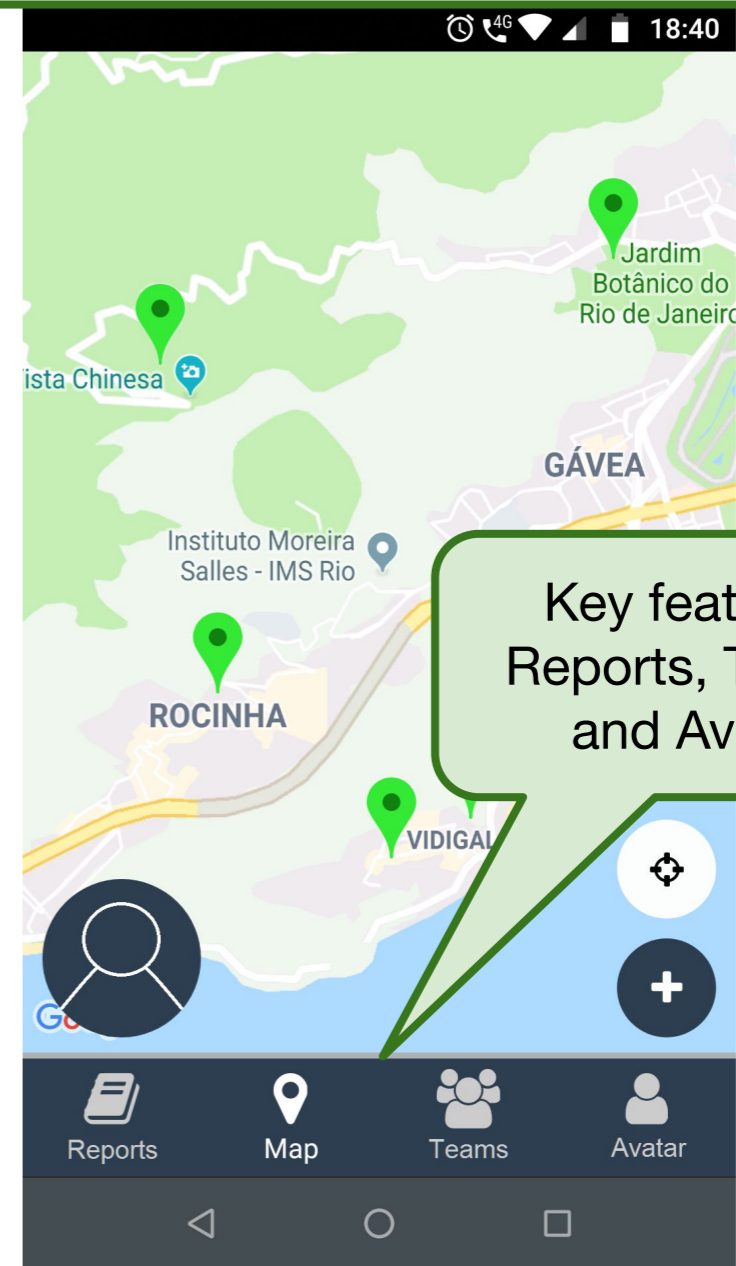 4G 18:40
Jardim
Botânico do
Rio de Janeiro
ista Chinesa
GÁVEA
Instituto Moreira
Salles - IMS Rio
Key feat
Reports, T
and Av
ROCINHA
VIDIGAL
Reports Map Teams Avatar